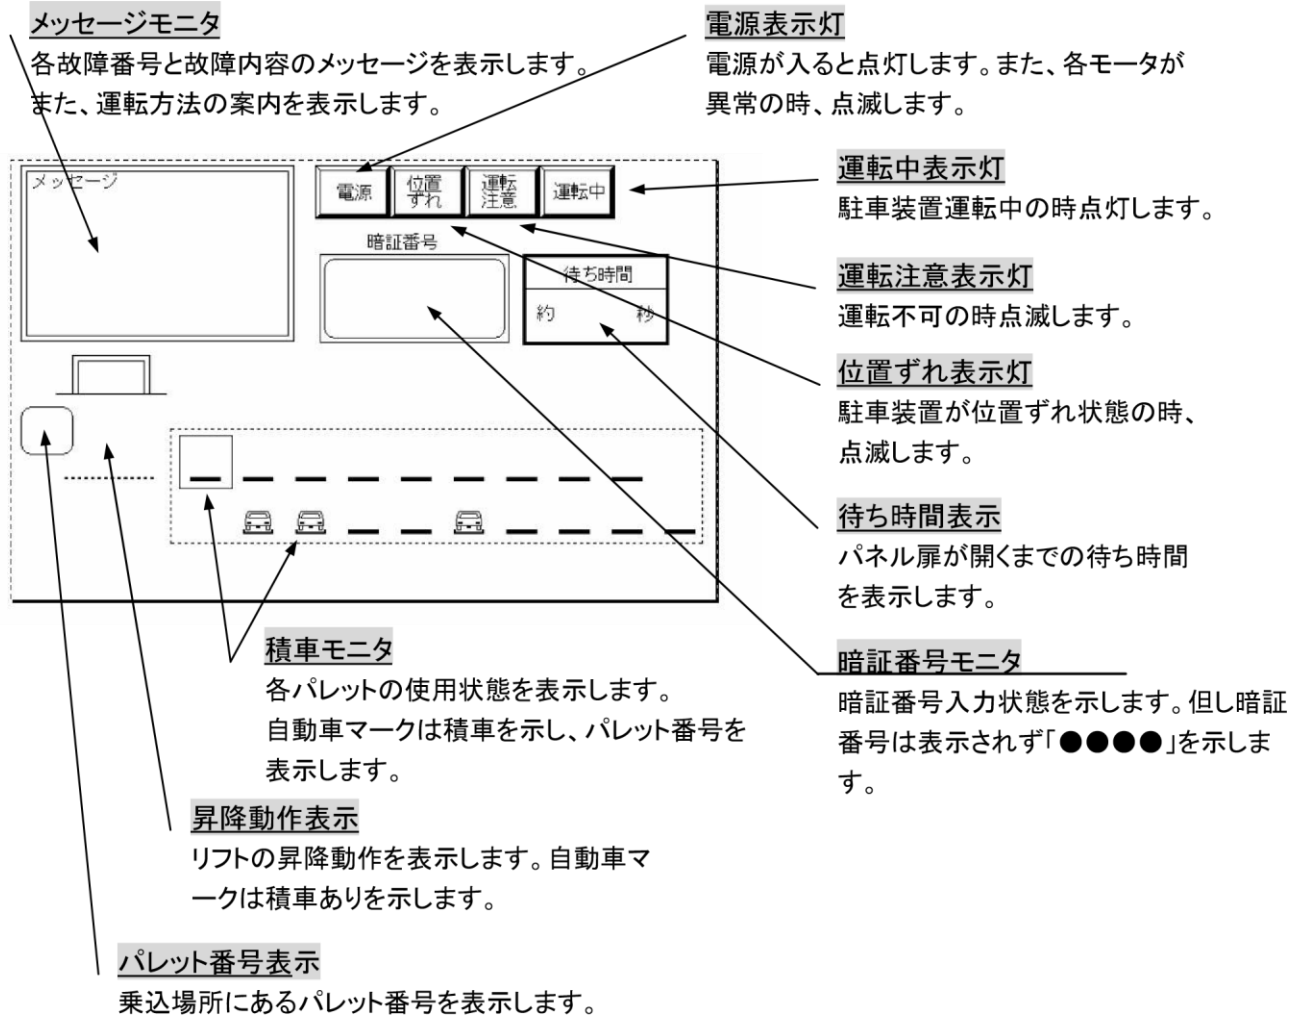 メッセージモニタ
各故障番号と故障内容のメッセージを表示します。
また、運転方法の案内を表示します。
電源表示灯
電源が入ると点灯します。また、各モータが
異常の時、点滅します。
メッセージ
電源
位置
ずれ
運転
注意
運転中
暗証番号
待ち時間
約 秒
運転中表示灯
駐車装置運転中の時点灯します。
運転注意表示灯
運転不可の時点滅します。
位置ずれ表示灯
駐車装置が位置ずれ状態の時、
点滅します。
待ち時間表示
パネル扉が開くまでの待ち時間
を表示します。
暗証番号モニタ
暗証番号入力状態を示します。但し暗証
番号は表示されず「●●●●」を示しま
す。
積車モニタ
各パレットの使用状態を表示します。
自動車マークは積車を示し、パレット番号を
表示します。
昇降動作表示
リフトの昇降動作を表示します。自動車マ
ークは積車ありを示します。
パレット番号表示
乗込場所にあるパレット番号を表示します。